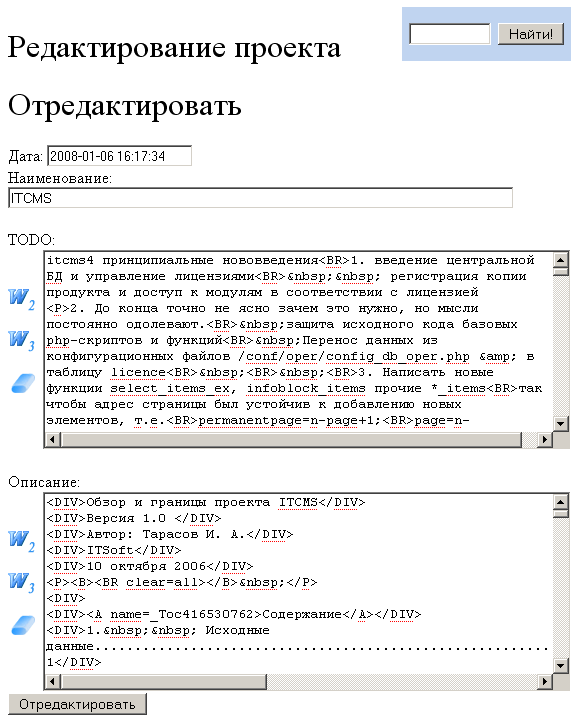 Найти!
Редактирование проекта
Отредактировать
Дата: 2008-01-06 16:17:34
Наименование:
ITCMS
TODO:
itcms4 принципиальные нововведения<BR>1. введение центральной
БД и управление лицензиями<BR>&nbsp;&nbsp; регистрация копии
продукта и доступ к модулям в соответствии с лицензией
<P>2. До конца точно не ясно зачем это нужно, но мысли
постоянно одолевают.<BR>&nbsp;защита исходного кода базовых
php-скриптов и функций<BR>&nbsp;Перенос данных из
конфигурационных файлов /conf/oper/config_db_oper.php &amp; в
таблицу licence<BR>&nbsp;<BR>&nbsp;<BR>3. Написать новые
функции select_items_ex, infoblock_items прочие *_items<BR>так
чтобы адрес страницы был устойчив к добавлению новых
элементов, т.е.<BR>permanentpage=n-page+1;<BR>page=n-
W2
W3
Описание:
<DIV>Обзор и границы проекта ITCMS</DIV>
<DIV>Версия 1.0 </DIV>
<DIV>Автор: Тарасов И. А.</DIV>
<DIV>ITSoft</DIV>
<DIV>10 октября 2006</DIV>
<P><B><BR clear=all></B>&nbsp;</P>
<DIV>
<DIV><A name=_Toc416530762>Содержание</A></DIV>
<DIV>1.&nbsp;&nbsp; Исходные
данные.........................................................
1</DIV>
W2
W3
Отредактировать